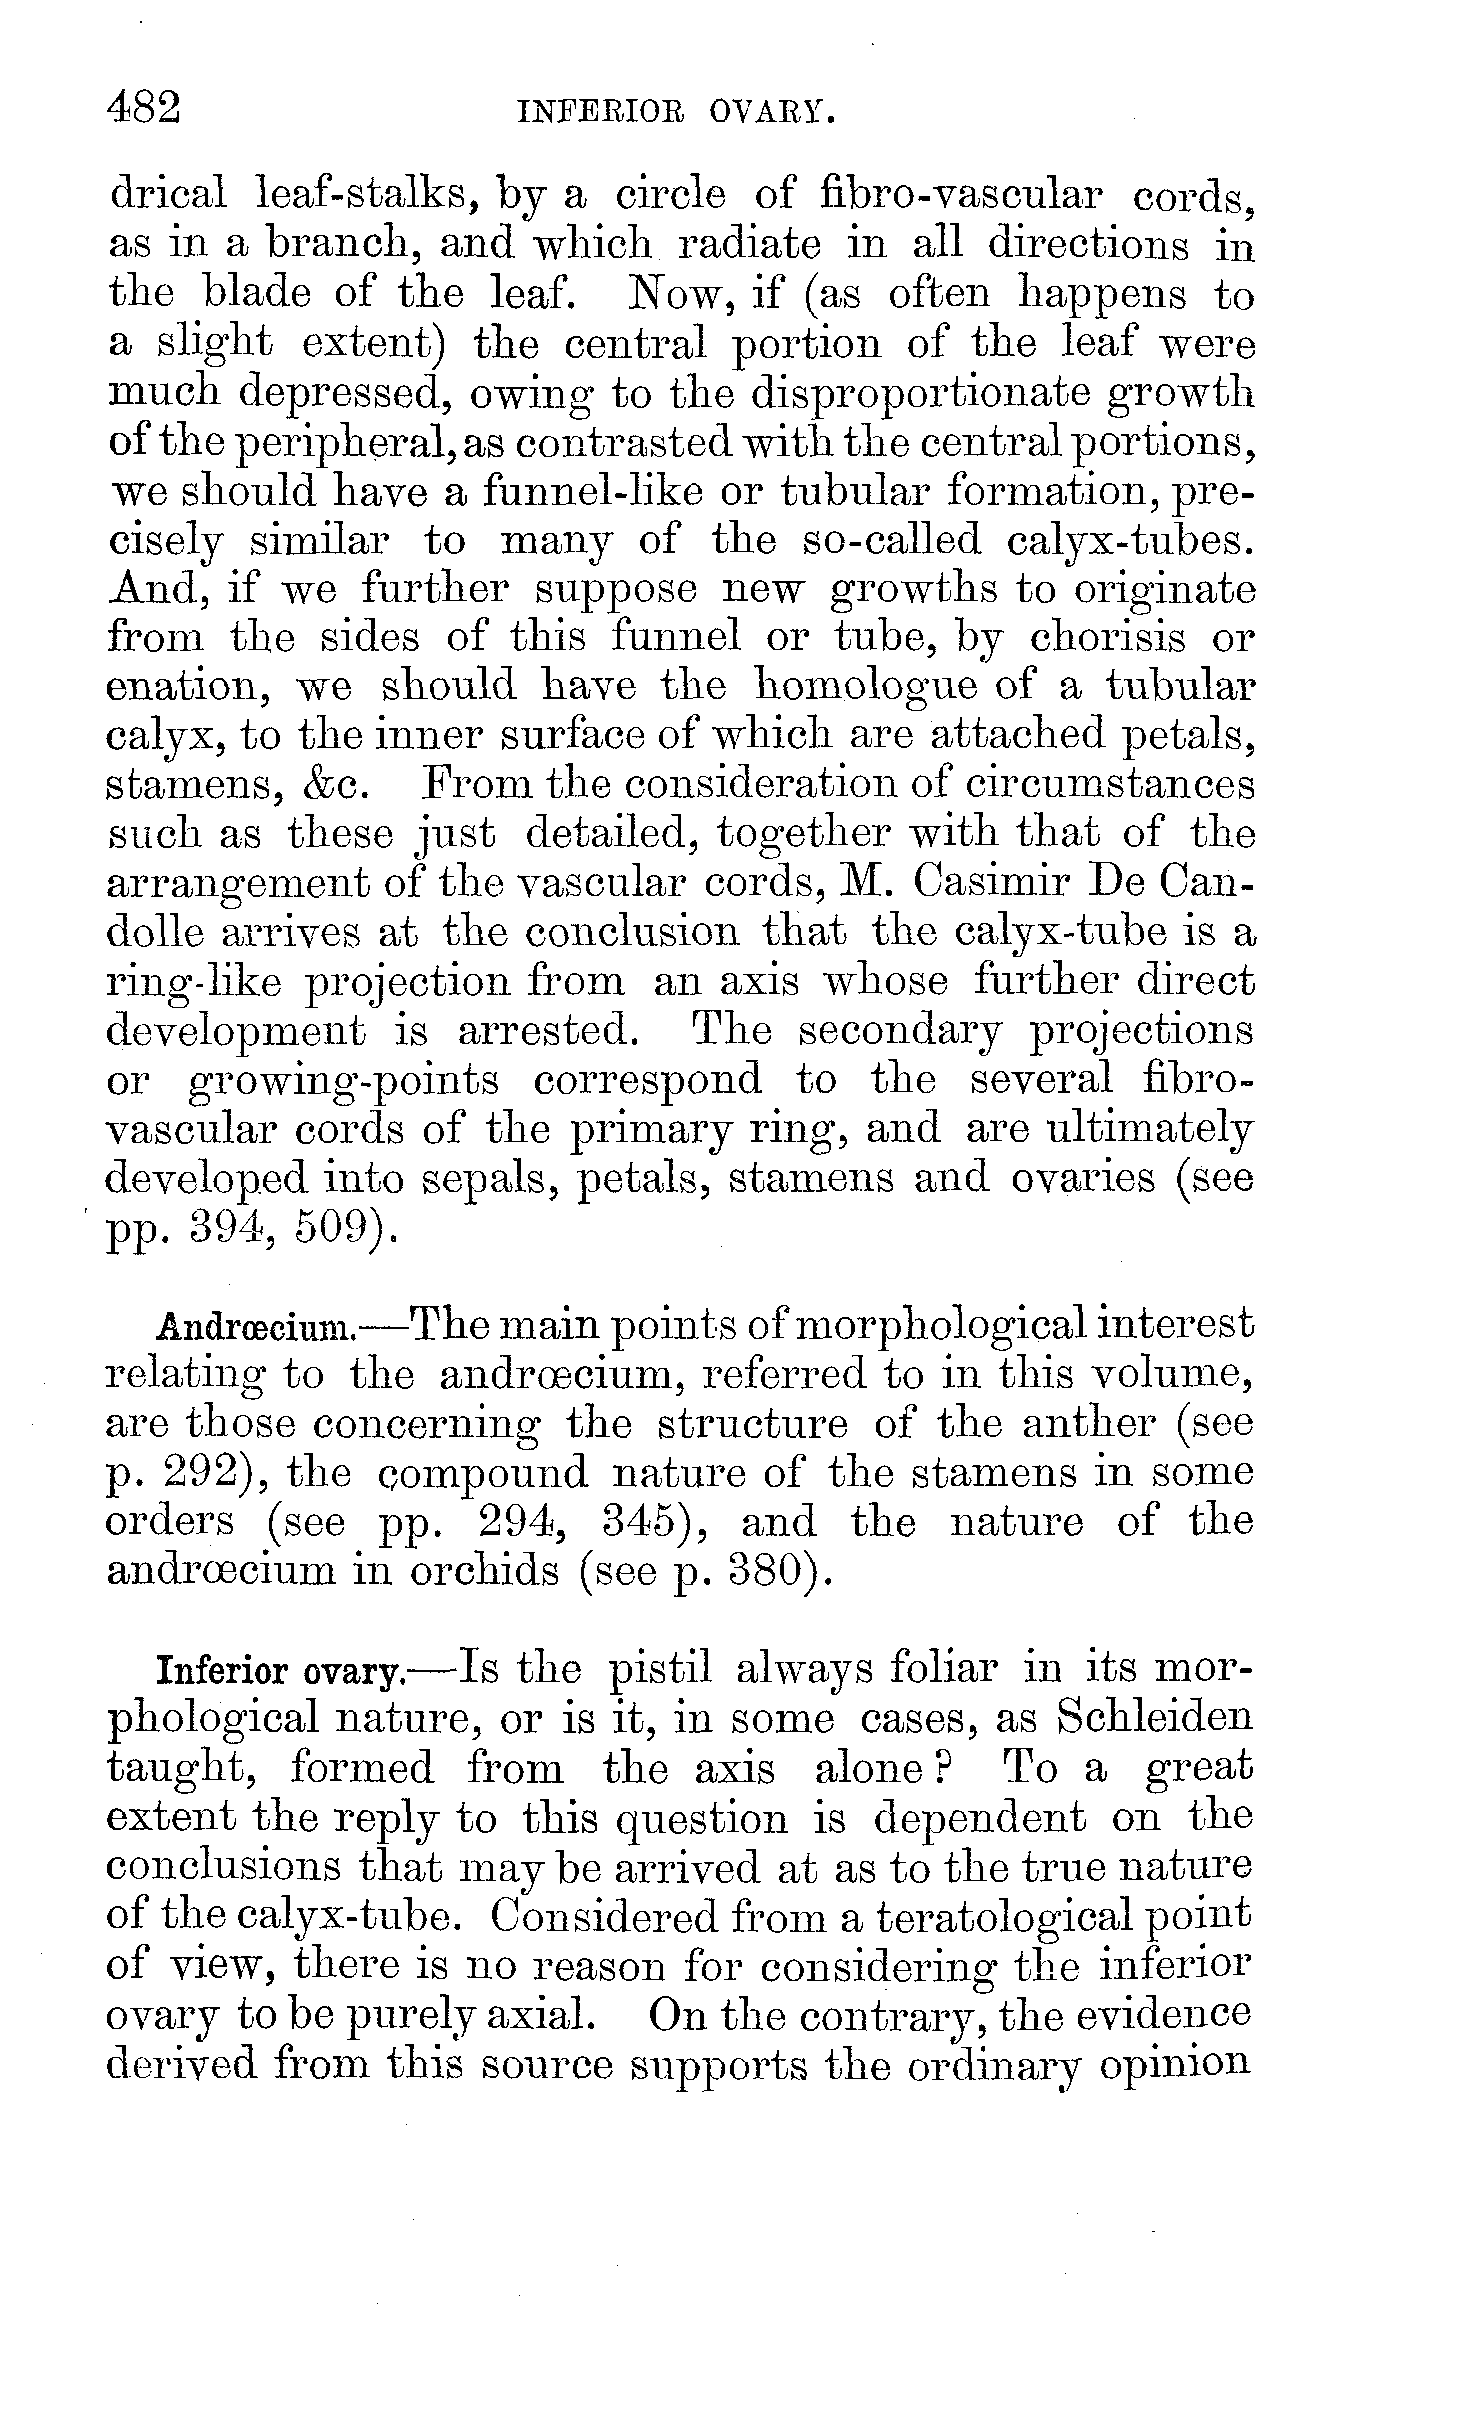 482 INFERIOR OVARY.
drical leaf-stalks, by a circle of fibro-vascular cords,
as in a branch, and which radiate in all directions in
the blade of the leaf. Now, if (as often happens to
a slight extent) the central portion of the leaf were
much depressed, owing to the disproportionate growth
of the peripheral, as contrasted with the central portions,
we should have a funnel-like or tubular formation, pre-
cisely similar to many of the so-called calyx-tubes.
And, if we further suppose new growths to originate
from the sides of this funnel or tube, by chorisis or
enation, we should have the homologue of a tubular
calyx, to the inner surface of which are attached petals,
stamens, &c. From the consideration of circumstances
such as these just detailed, together with that of the
arrangement of the vascular cords, M. Casimir De Can-
dolle arrives at the conclusion that the calyx-tube is a
ring-like projection from an axis whose further direct
development is arrested. The secondary projections
or growing-points correspond to the several fibro-
vascular cords of the primary ring, and are ultimately
developed into sepals, petals, stamens and ovaries (see
pp. 394, 509).
Andrœcium.—The main points of morphological interest
relating to the andrœcium, referred to in this volume,
are those concerning the structure of the anther (see
p. 292), the compound nature of the stamens in some
orders (see pp. 294, 345), and the nature of the
andrœcium in orchids (see p. 380).
Inferior ovary.—Is the pistil always foliar in its mor-
phological nature, or is it, in some cases, as Schleiden
taught, formed from the axis alone? To a great
extent the reply to this question is dependent on the
conclusions that may be arrived at as to the true nature
of the calyx-tube. Considered from a teratological point
of view, there is no reason for considering the inferior
ovary to be purely axial. On the contrary, the evidence
derived from this source supports the ordinary opinion